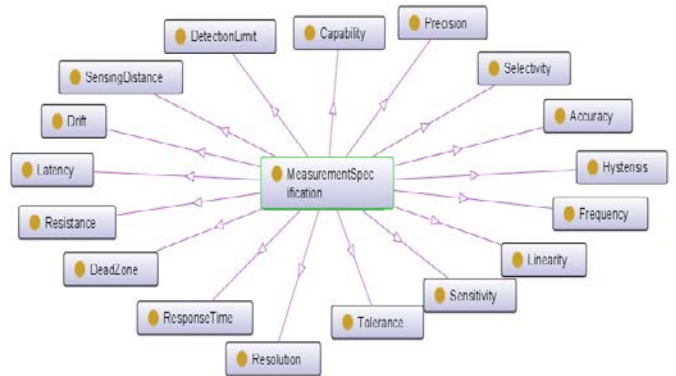 Precision
Capability
DetectionLimit
Selectivity
SensingDistance
Accuracy
Drift
Hystensis
Latency
MeasurementSpec
ification
Frequency
Resistance
Linearity
DeadZone
Sensitivity
ResponseTime
Tolerance
Resolution